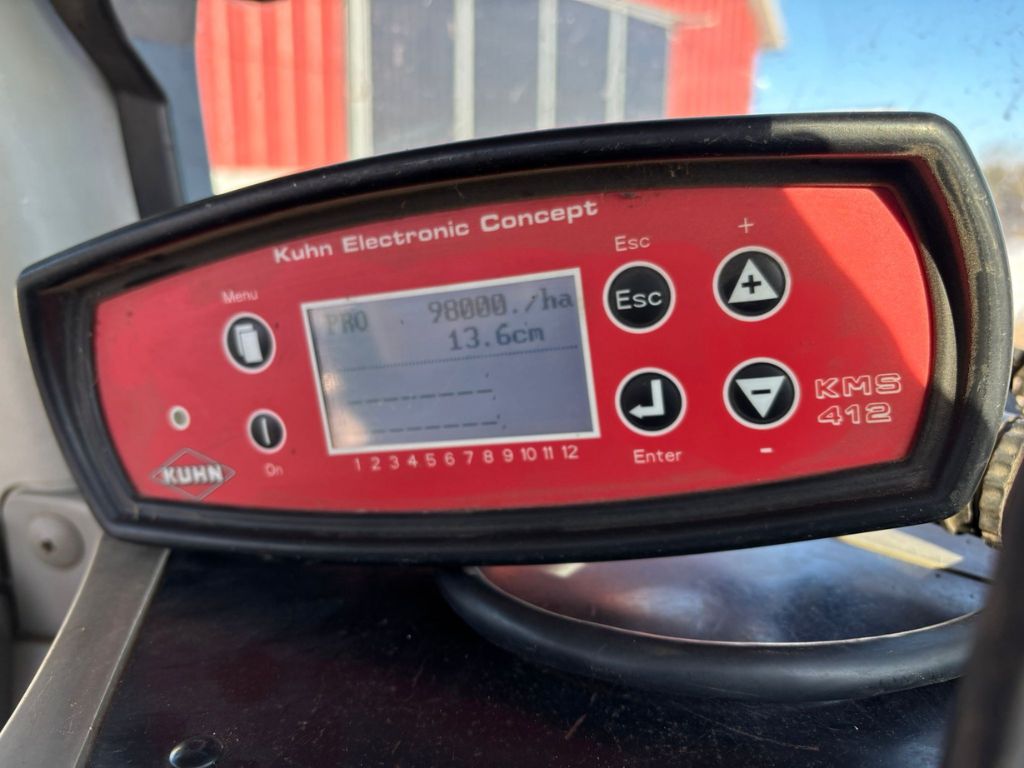 Kuhn Electronic Concept
Menu
On
KUHN
PRO 98000./ha
13.6cm
1 2 3 4 5 6 7 8 9 10 11 12
Esc
Esc
Enter
+
+
-
-
KMS
412